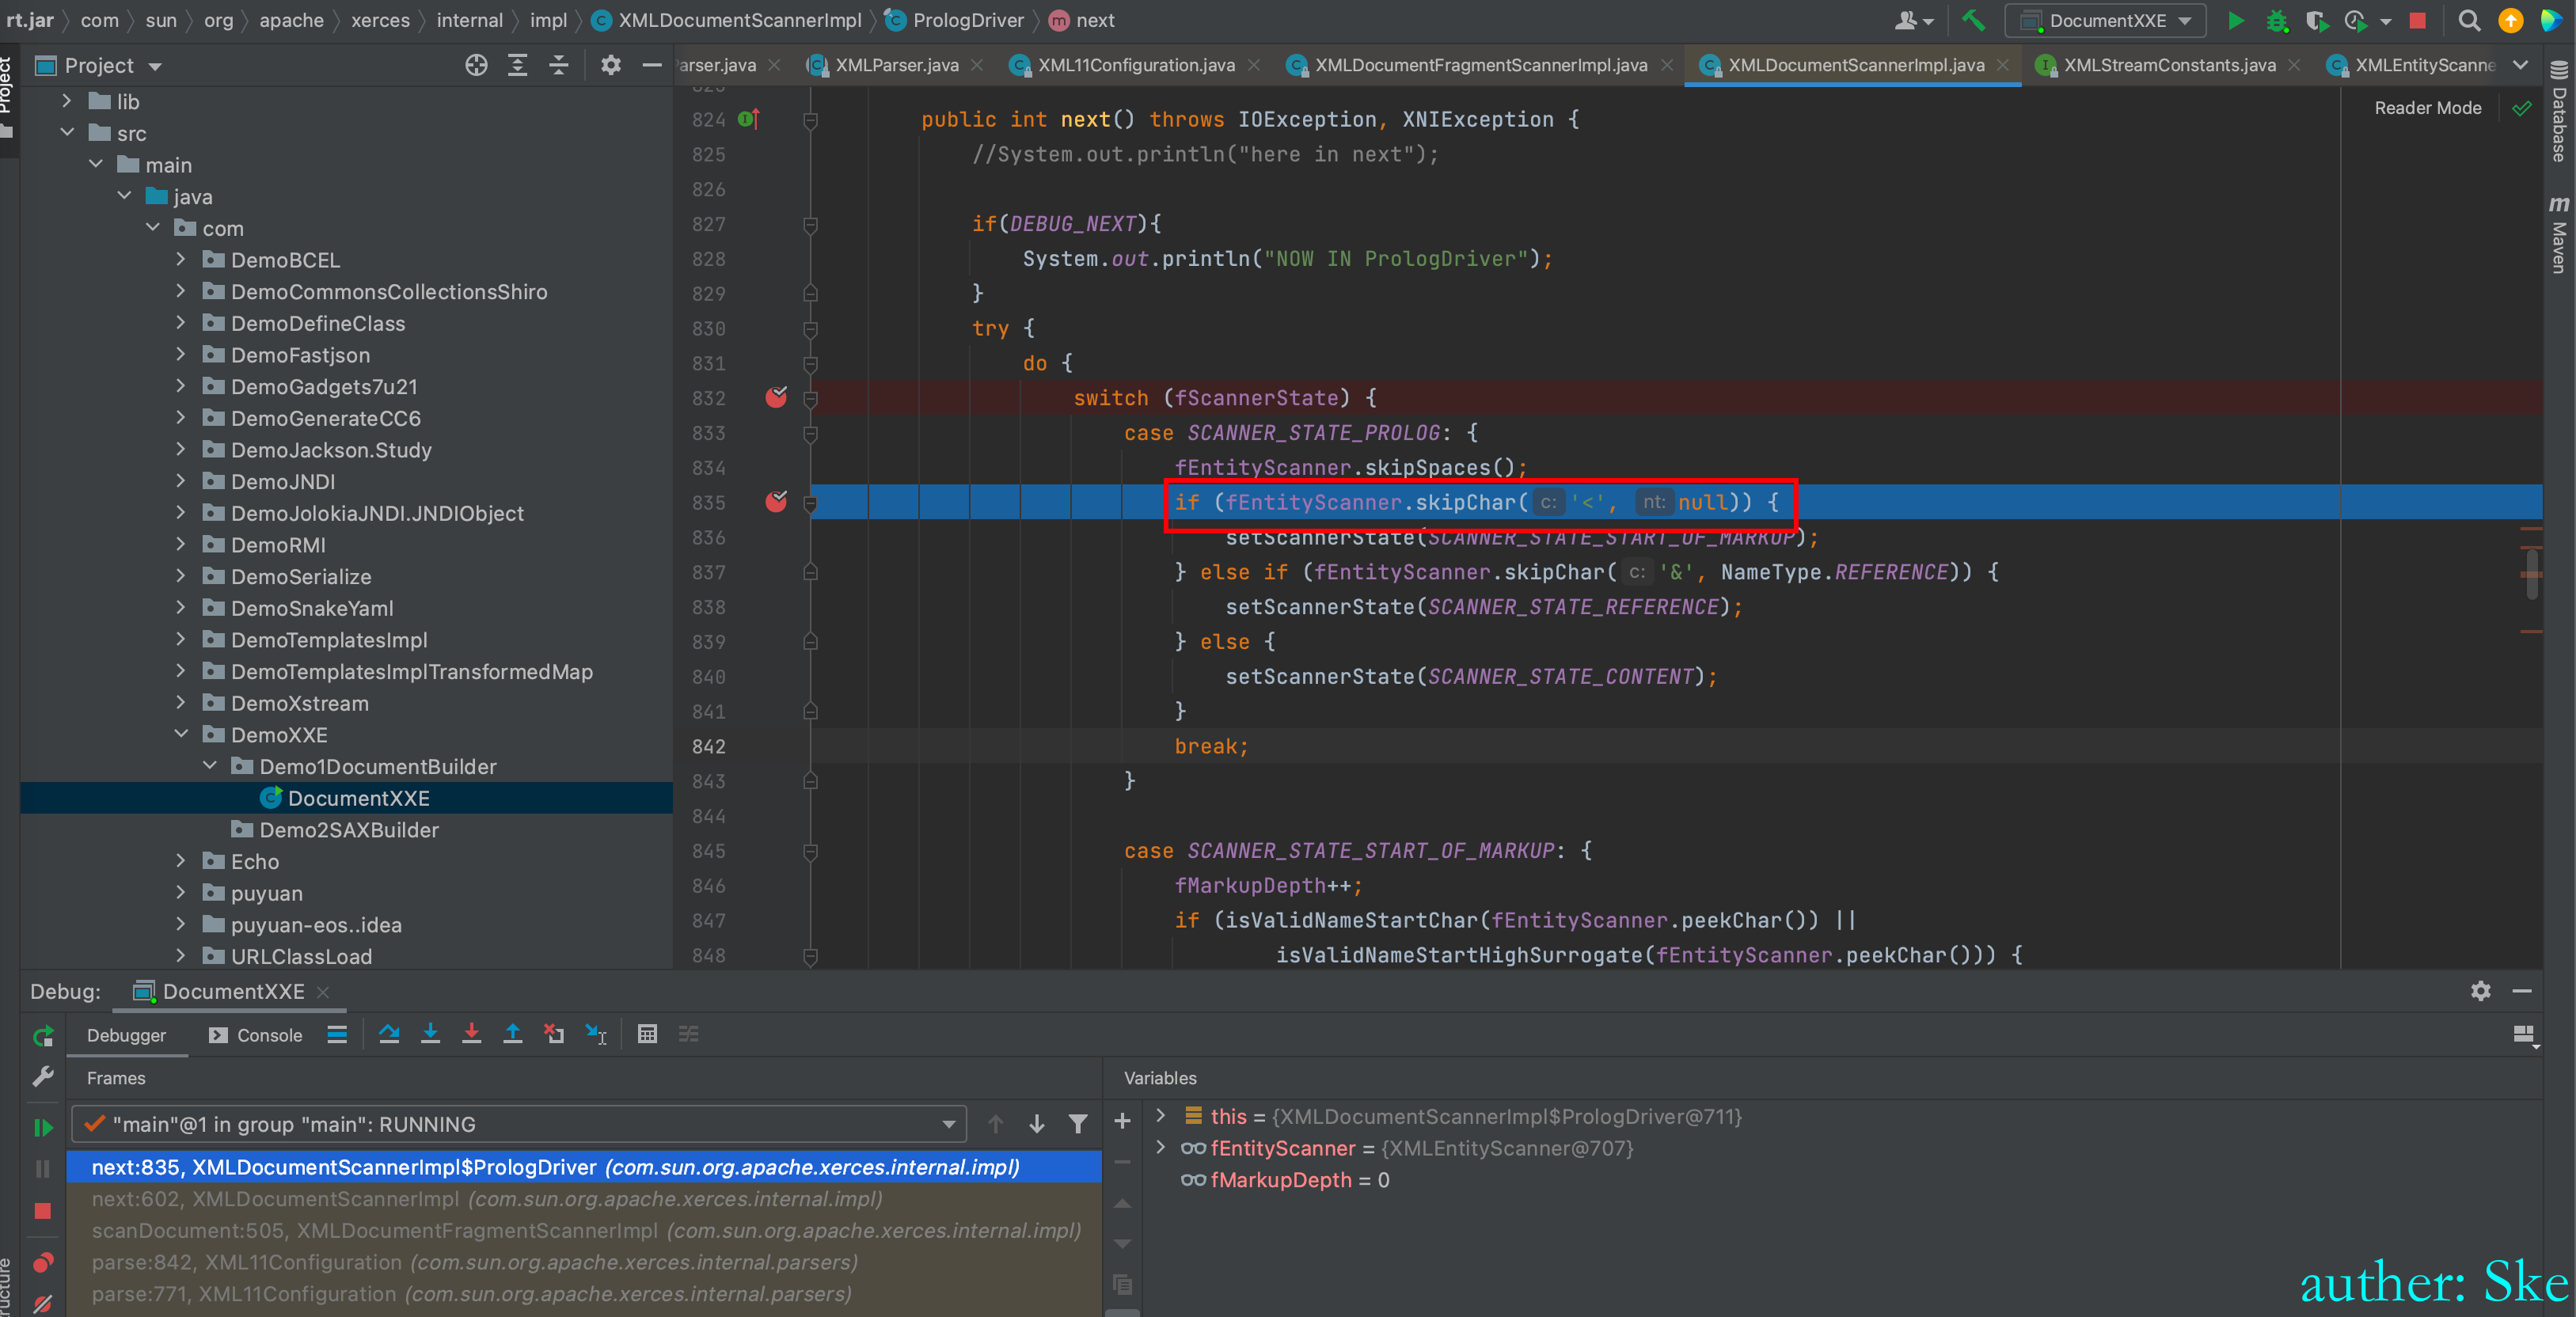 rt.jar com sun org apache xerces internal impl XMLDocumentScannerImpl PrologDriver next DocumentXXE
Project arser.java XMLParser.java XML11Configuration.java XMLDocumentFragmentScannerImpl.java XMLDocumentScannerImpl.java XMLStreamConstants.java XMLEntityScanne
Project
Database
Maven
Reader Mode
lib
src
main
java
com
DemoBCEL
DemoCommonsCollectionsShiro
DemoDefineClass
DemoFastjson
DemoGadgets7u21
DemoGenerateCC6
DemoJackson.Study
DemoJNDI
DemoJolokiaJNDI.JNDIObject
DemoRMI
DemoSerialize
DemoSnakeYaml
DemoTemplatesImpl
DemoTemplatesImplTransformedMap
DemoXstream
DemoXXE
Demo1DocumentBuilder
DocumentXXE
Demo2SAXBuilder
Echo
puyuan
puyuan-eos..idea
URLClassLoad
824 public int next() throws IOException, XNIException {
825 //System.out.println("here in next");
826
827 if(DEBUG_NEXT){
828 System.out.println("NOW IN PrologDriver");
829 }
830 try {
831 do {
832 switch (fScannerState) {
833 case SCANNER_STATE_PROLOG: {
834 fEntityScanner.skipSpaces();
835 if (fEntityScanner.skipChar( c: '<', nt: null)) {
836 setScannerState(SCANNER_STATE_START_OF_MARKUP);
837 } else if (fEntityScanner.skipChar( c: '&', NameType.REFERENCE)) {
838 setScannerState(SCANNER_STATE_REFERENCE);
839 } else {
840 setScannerState(SCANNER_STATE_CONTENT);
841 }
842 break;
843 }
844
845 case SCANNER_STATE_START_OF_MARKUP: {
846 fMarkupDepth++;
847 if (isValidNameStartChar(fEntityScanner.peekChar()) ||
848 isValidNameStartHighSurrogate(fEntityScanner.peekChar())) {
Debug: DocumentXXE
Debugger Console
Frames
"main"@1 in group "main": RUNNING
next:835, XMLDocumentScannerImpl$PrologDriver (com.sun.org.apache.xerces.internal.impl)
next:602, XMLDocumentScannerImpl (com.sun.org.apache.xerces.internal.impl)
scanDocument:505, XMLDocumentFragmentScannerImpl (com.sun.org.apache.xerces.internal.impl)
parse:842, XML11Configuration (com.sun.org.apache.xerces.internal.parsers)
parse:771, XML11Configuration (com.sun.org.apache.xerces.internal.parsers)
Variables
this = {XMLDocumentScannerImpl$PrologDriver@711}
fEntityScanner = {XMLEntityScanner@707}
fMarkupDepth = 0
auther: Ske